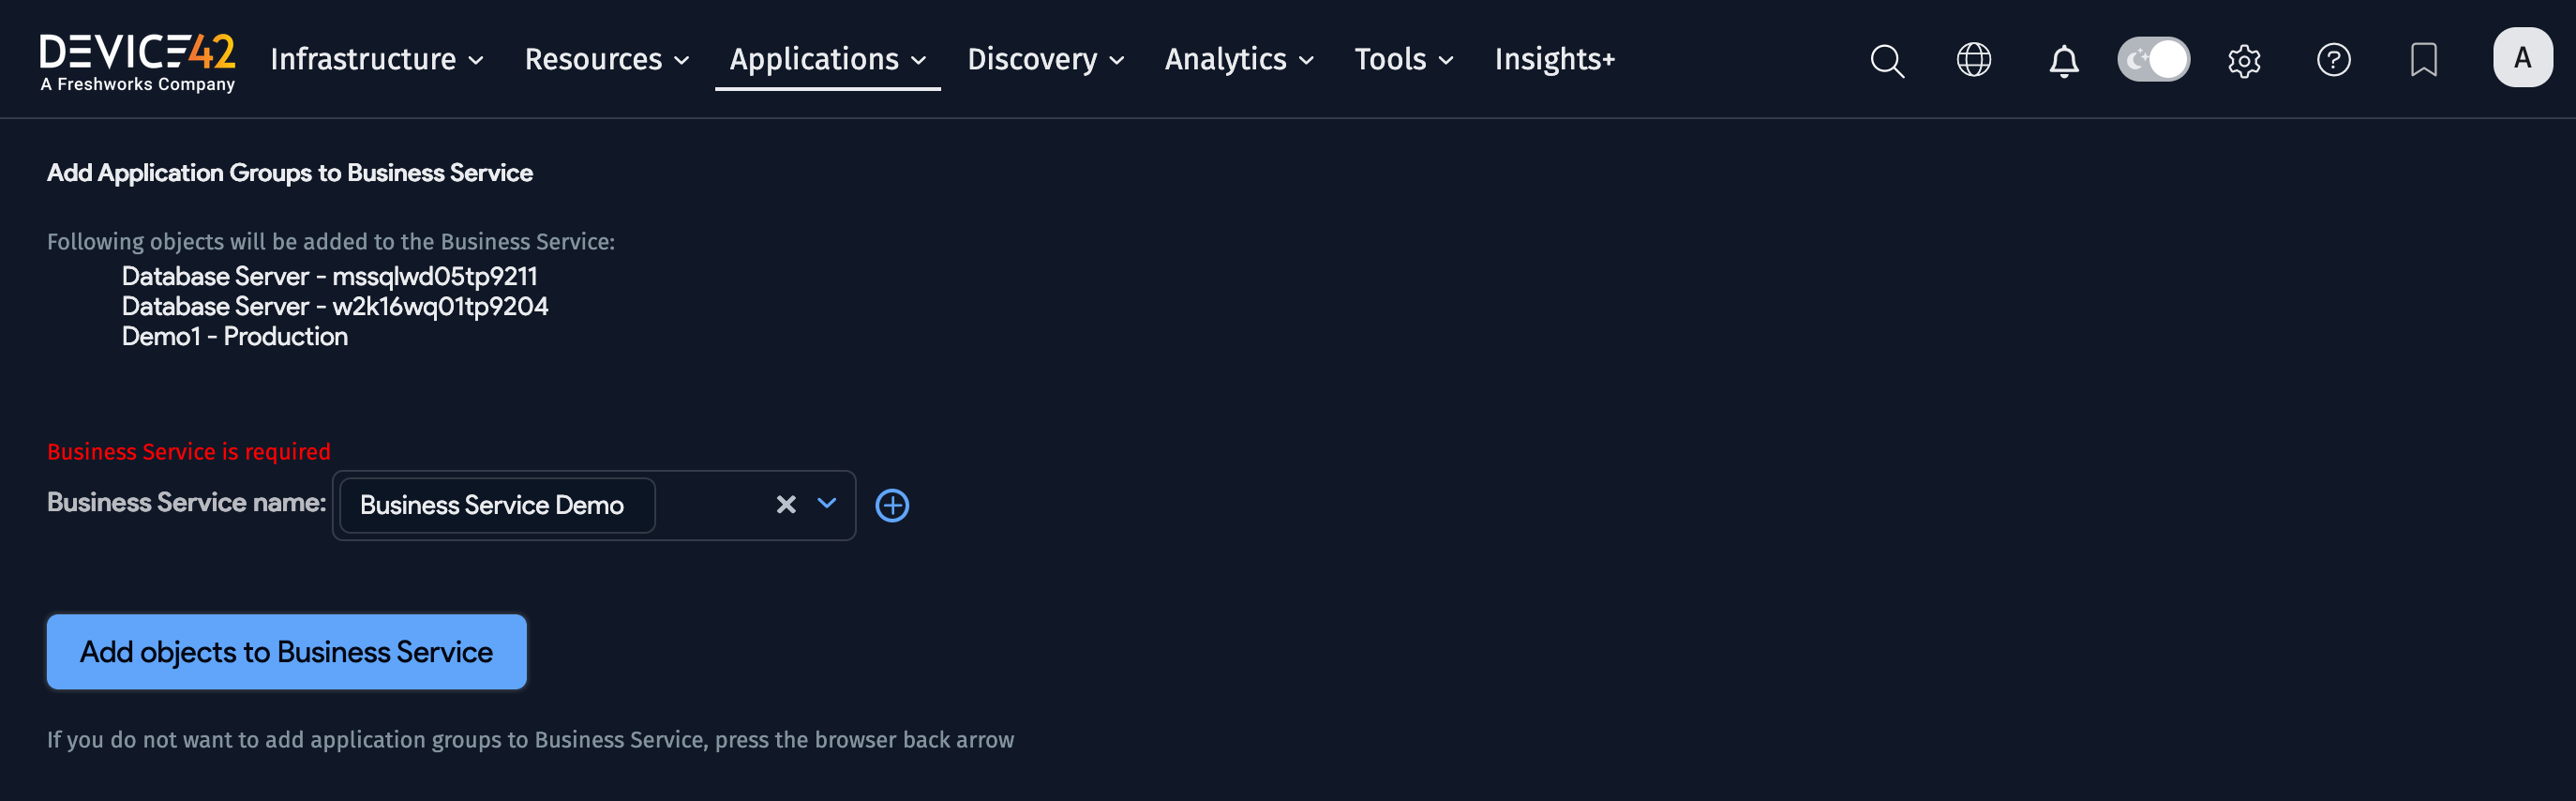 DEVICE42
A Freshworks Company
Infrastructure Resources Applications Discovery Analytics Tools Insights+
A
Add Application Groups to Business Service
Following objects will be added to the Business Service:
Database Server - mssqlwd05tp9211
Database Server - w2k16wq01tp9204
Demo1 - Production
Business Service is required
Business Service name: Business Service Demo
Add objects to Business Service
If you do not want to add application groups to Business Service, press the browser back arrow